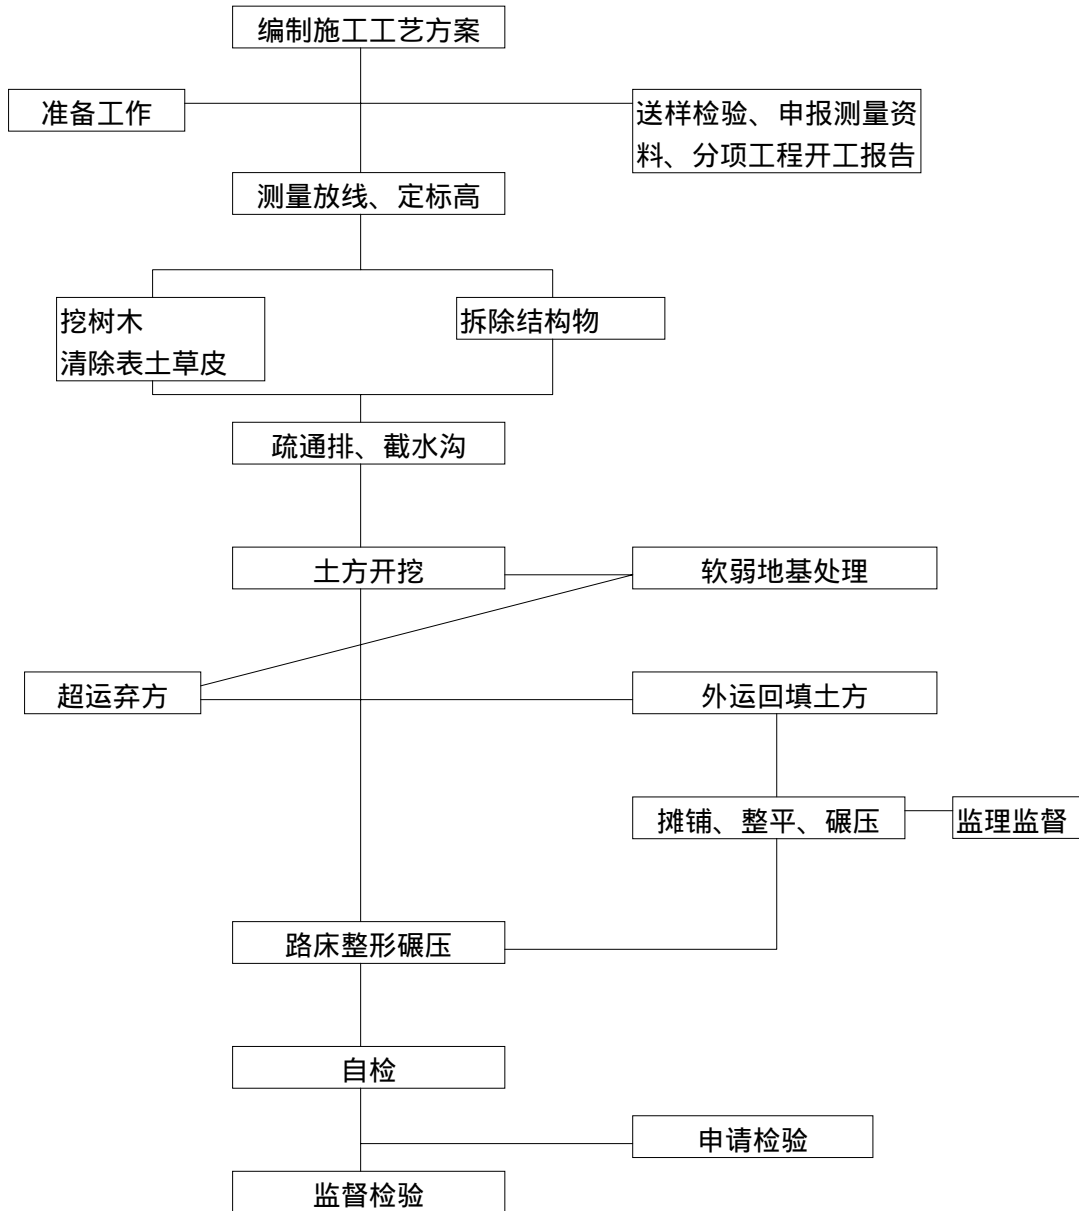 编制施工工艺方案
准备工作
送样检验、申报测量资
料、分项工程开工报告
测量放线、定标高
挖树木
清除表土草皮
拆除结构物
疏通排、截水沟
土方开挖
软弱地基处理
超运弃方
外运回填土方
摊铺、整平、碾压
监理监督
路床整形碾压
自检
申请检验
监督检验